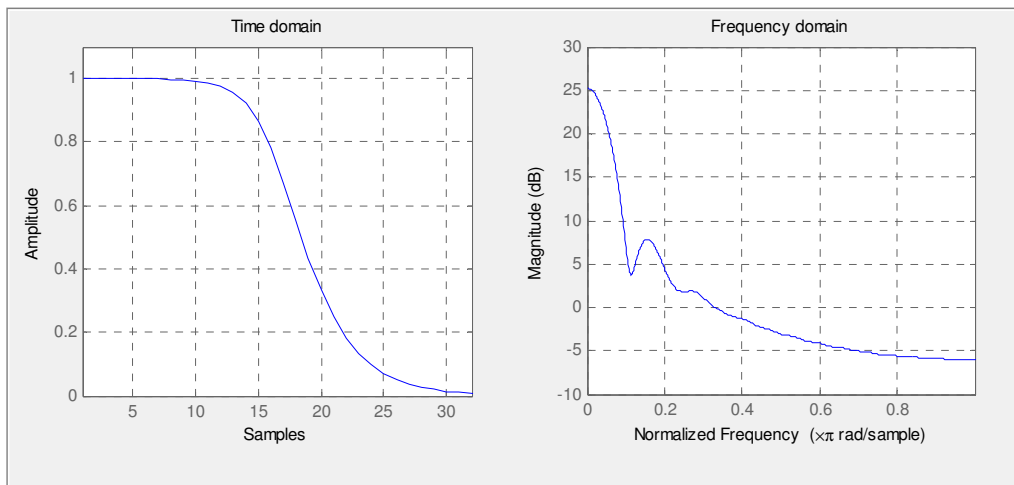 Time domain
Amplitude
1
0.8
0.6
0.4
0.2
0
5 10 15 20 25 30
Samples
Frequency domain
Magnitude (dB)
30
25
20
15
10
5
0
-5
-10
0 0.2 0.4 0.6 0.8
Normalized Frequency (×π rad/sample)